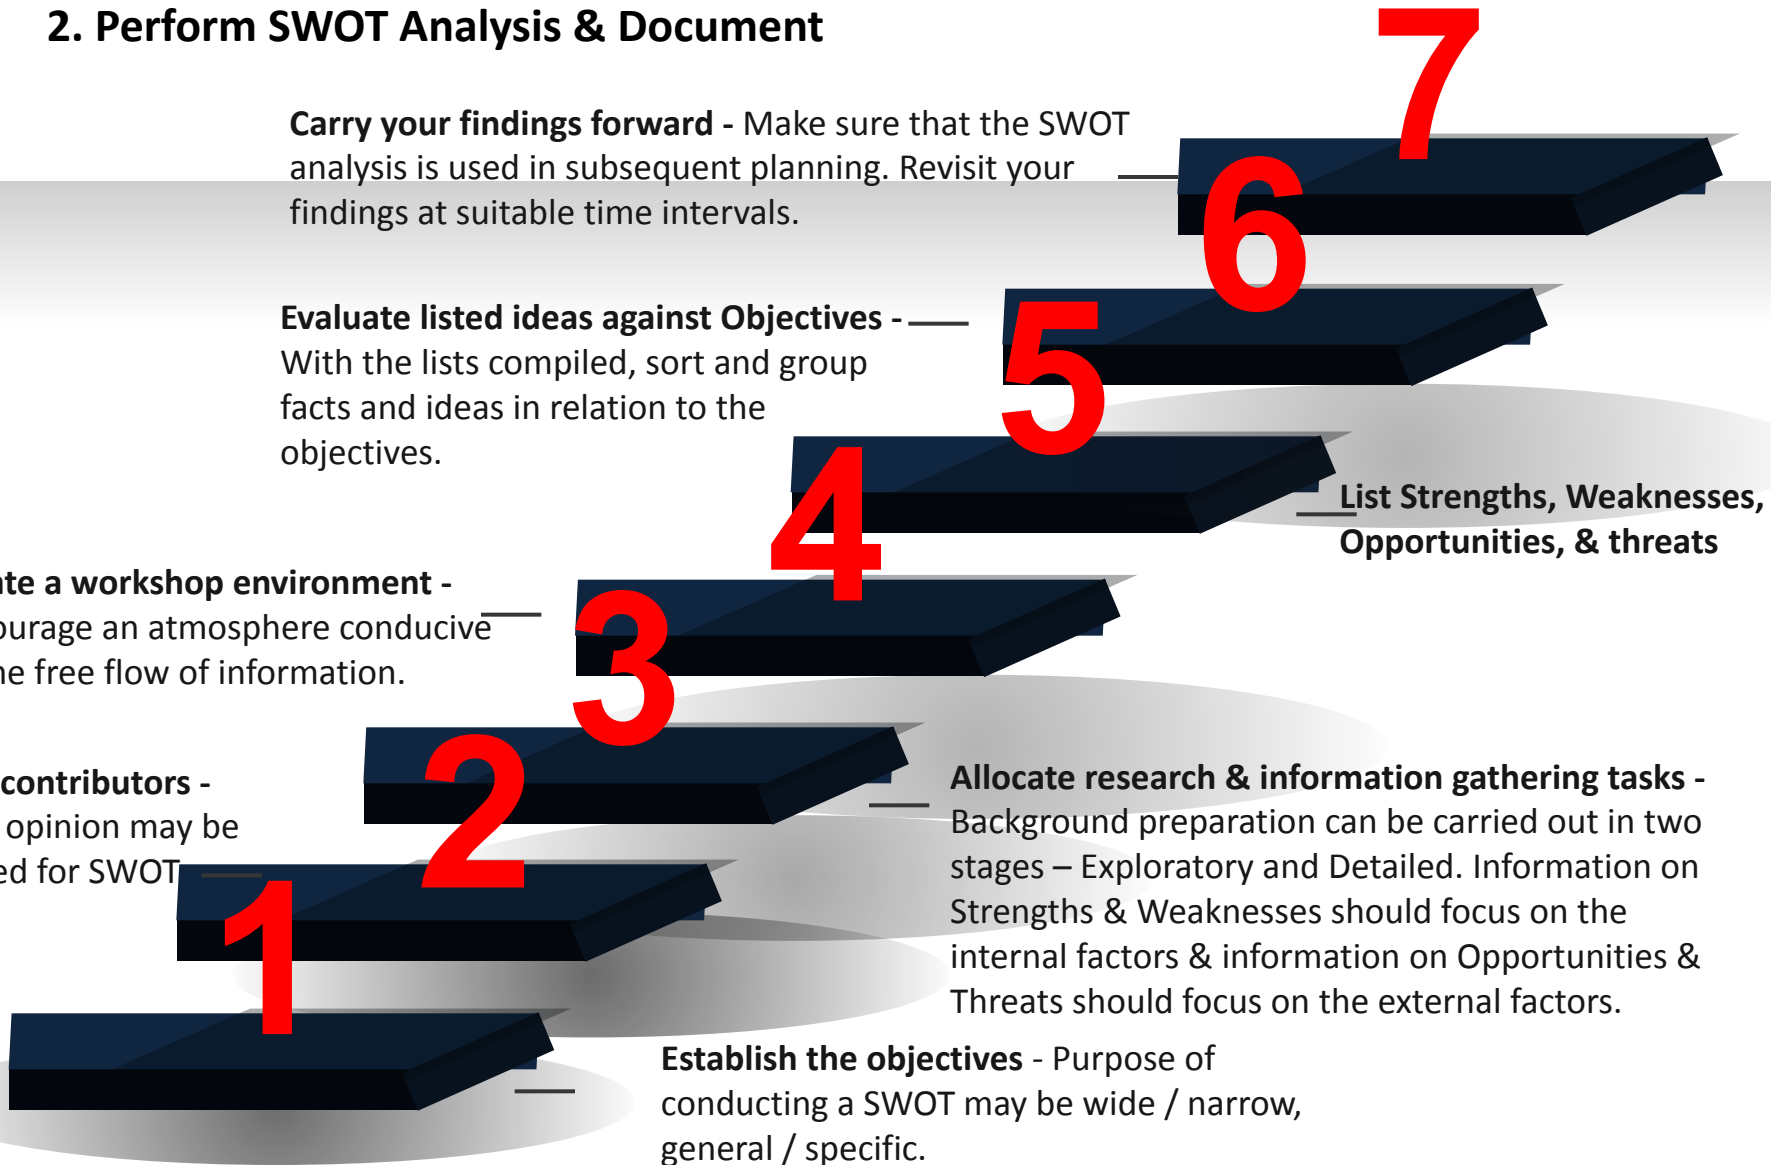 2. Perform SWOT Analysis & Document
7
Carry your findings forward - Make sure that the SWOT
analysis is used in subsequent planning. Revisit your
findings at suitable time intervals.
6
Evaluate listed ideas against Objectives -
With the lists compiled, sort and group
facts and ideas in relation to the
objectives.
5
List Strengths, Weaknesses,
Opportunities, & threats
4
a workshop environment -
an atmosphere conducive
free flow of information.
3
Allocate research & information gathering tasks -
Background preparation can be carried out in two
stages – Exploratory and Detailed. Information on
Strengths & Weaknesses should focus on the
internal factors & information on Opportunities &
Threats should focus on the external factors.
2
contributors -
opinion may be
for SWOT
1
Establish the objectives - Purpose of
conducting a SWOT may be wide / narrow,
general / specific.